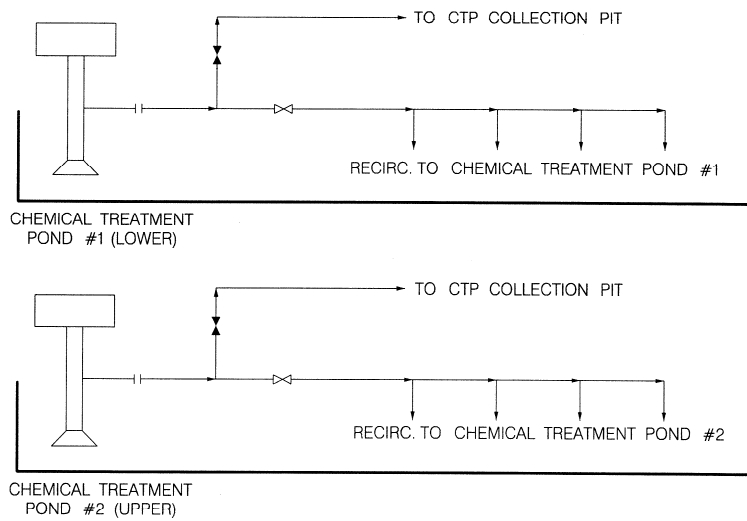 TO CTP COLLECTION PIT
RECIRC. TO CHEMICAL TREATMENT POND #1
CHEMICAL TREATMENT
POND #1 (LOWER)
TO CTP COLLECTION PIT
RECIRC. TO CHEMICAL TREATMENT POND #2
CHEMICAL TREATMENT
POND #2 (UPPER)